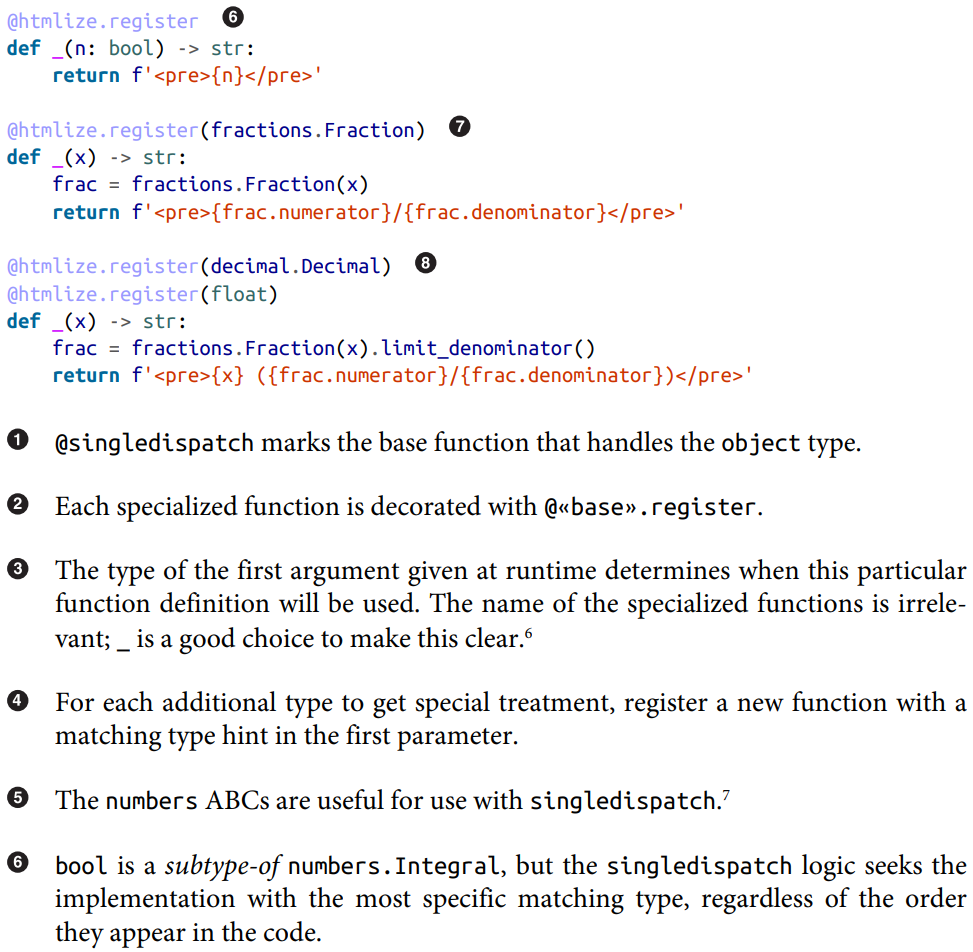 @htmlize.register ❻
def _(n: bool) -> str:
    return f'<pre>{n}</pre>'
@htmlize.register(fractions.Fraction) ❼
def _(x) -> str:
    frac = fractions.Fraction(x)
    return f'<pre>{frac.numerator}/{frac.denominator}</pre>'
@htmlize.register(decimal.Decimal) ❽
@htmlize.register(float)
def _(x) -> str:
    frac = fractions.Fraction(x).limit_denominator()
    return f'<pre>{x} ({frac.numerator}/{frac.denominator})</pre>'
❶ @singledispatch marks the base function that handles the object type.
❷ Each specialized function is decorated with @«base».register.
❸ The type of the first argument given at runtime determines when this particular
function definition will be used. The name of the specialized functions is irrele-
vant; _ is a good choice to make this clear.⁶
❹ For each additional type to get special treatment, register a new function with a
matching type hint in the first parameter.
❺ The numbers ABCs are useful for use with singledispatch.⁷
❻ bool is a subtype-of numbers.Integral, but the singledispatch logic seeks the
implementation with the most specific matching type, regardless of the order
they appear in the code.